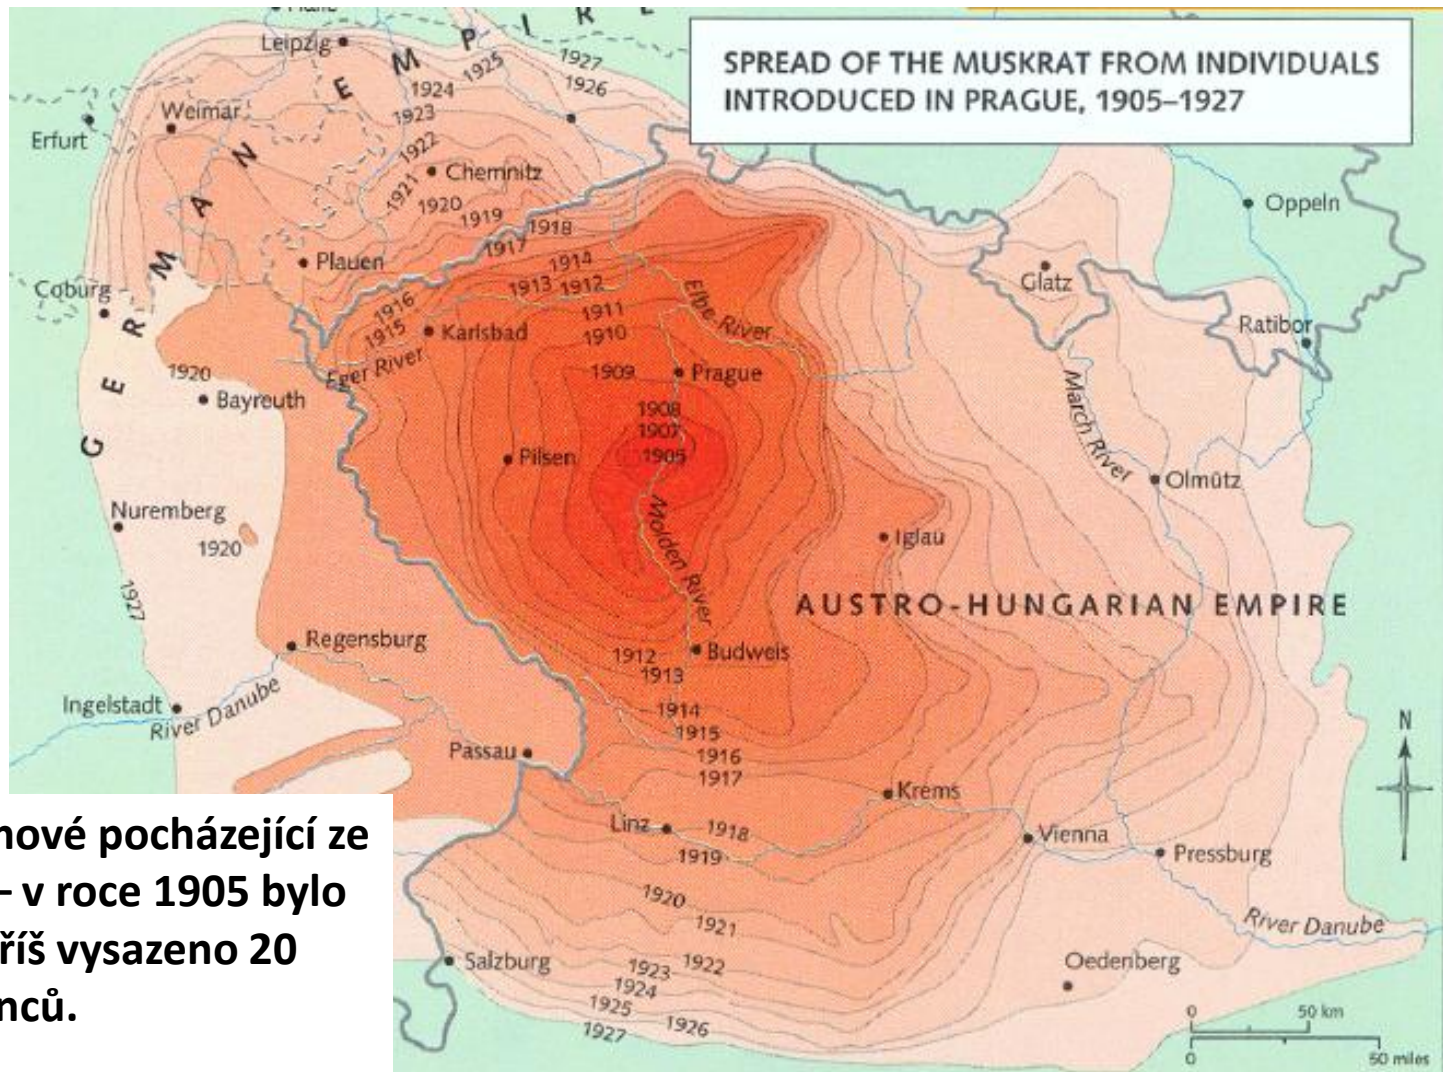 Halle
EMPIRE
Leipzig
1927
1925
1926
SPREAD OF THE MUSKRAT FROM INDIVIDUALS
INTRODUCED IN PRAGUE, 1905–1927
1924
Weimar
1923
Erfurt
1922
Chemnitz
1921
1920
1919
1918
1917
Oppeln
Plauen
GERMAN
1914
1913
1912
Glatz
Coburg
1916
1915
1911
1910
Elbe River
Ratibor
Karlsbad
Eger River
1920
1909
Prague
Bayreuth
1908
1907
1905
March River
Pilsen
Olmûtz
Nuremberg
1920
Molden River
Iglau
1927
AUSTRO-HUNGARIAN EMPIRE
Regensburg
1912
Budweis
1913
Ingelstadt
River Danube
1914
1915
N
Passau
1916
1917
Krems
Linz
1918
Vienna
1919
Pressburg
nové pocházející ze
– v roce 1905 bylo
říš vysazeno 20
nců.
1920
1921
River Danube
Salzburg
1922
1923
Oedenberg
1924
1925
1926
1927
0 50 km
0 50 miles